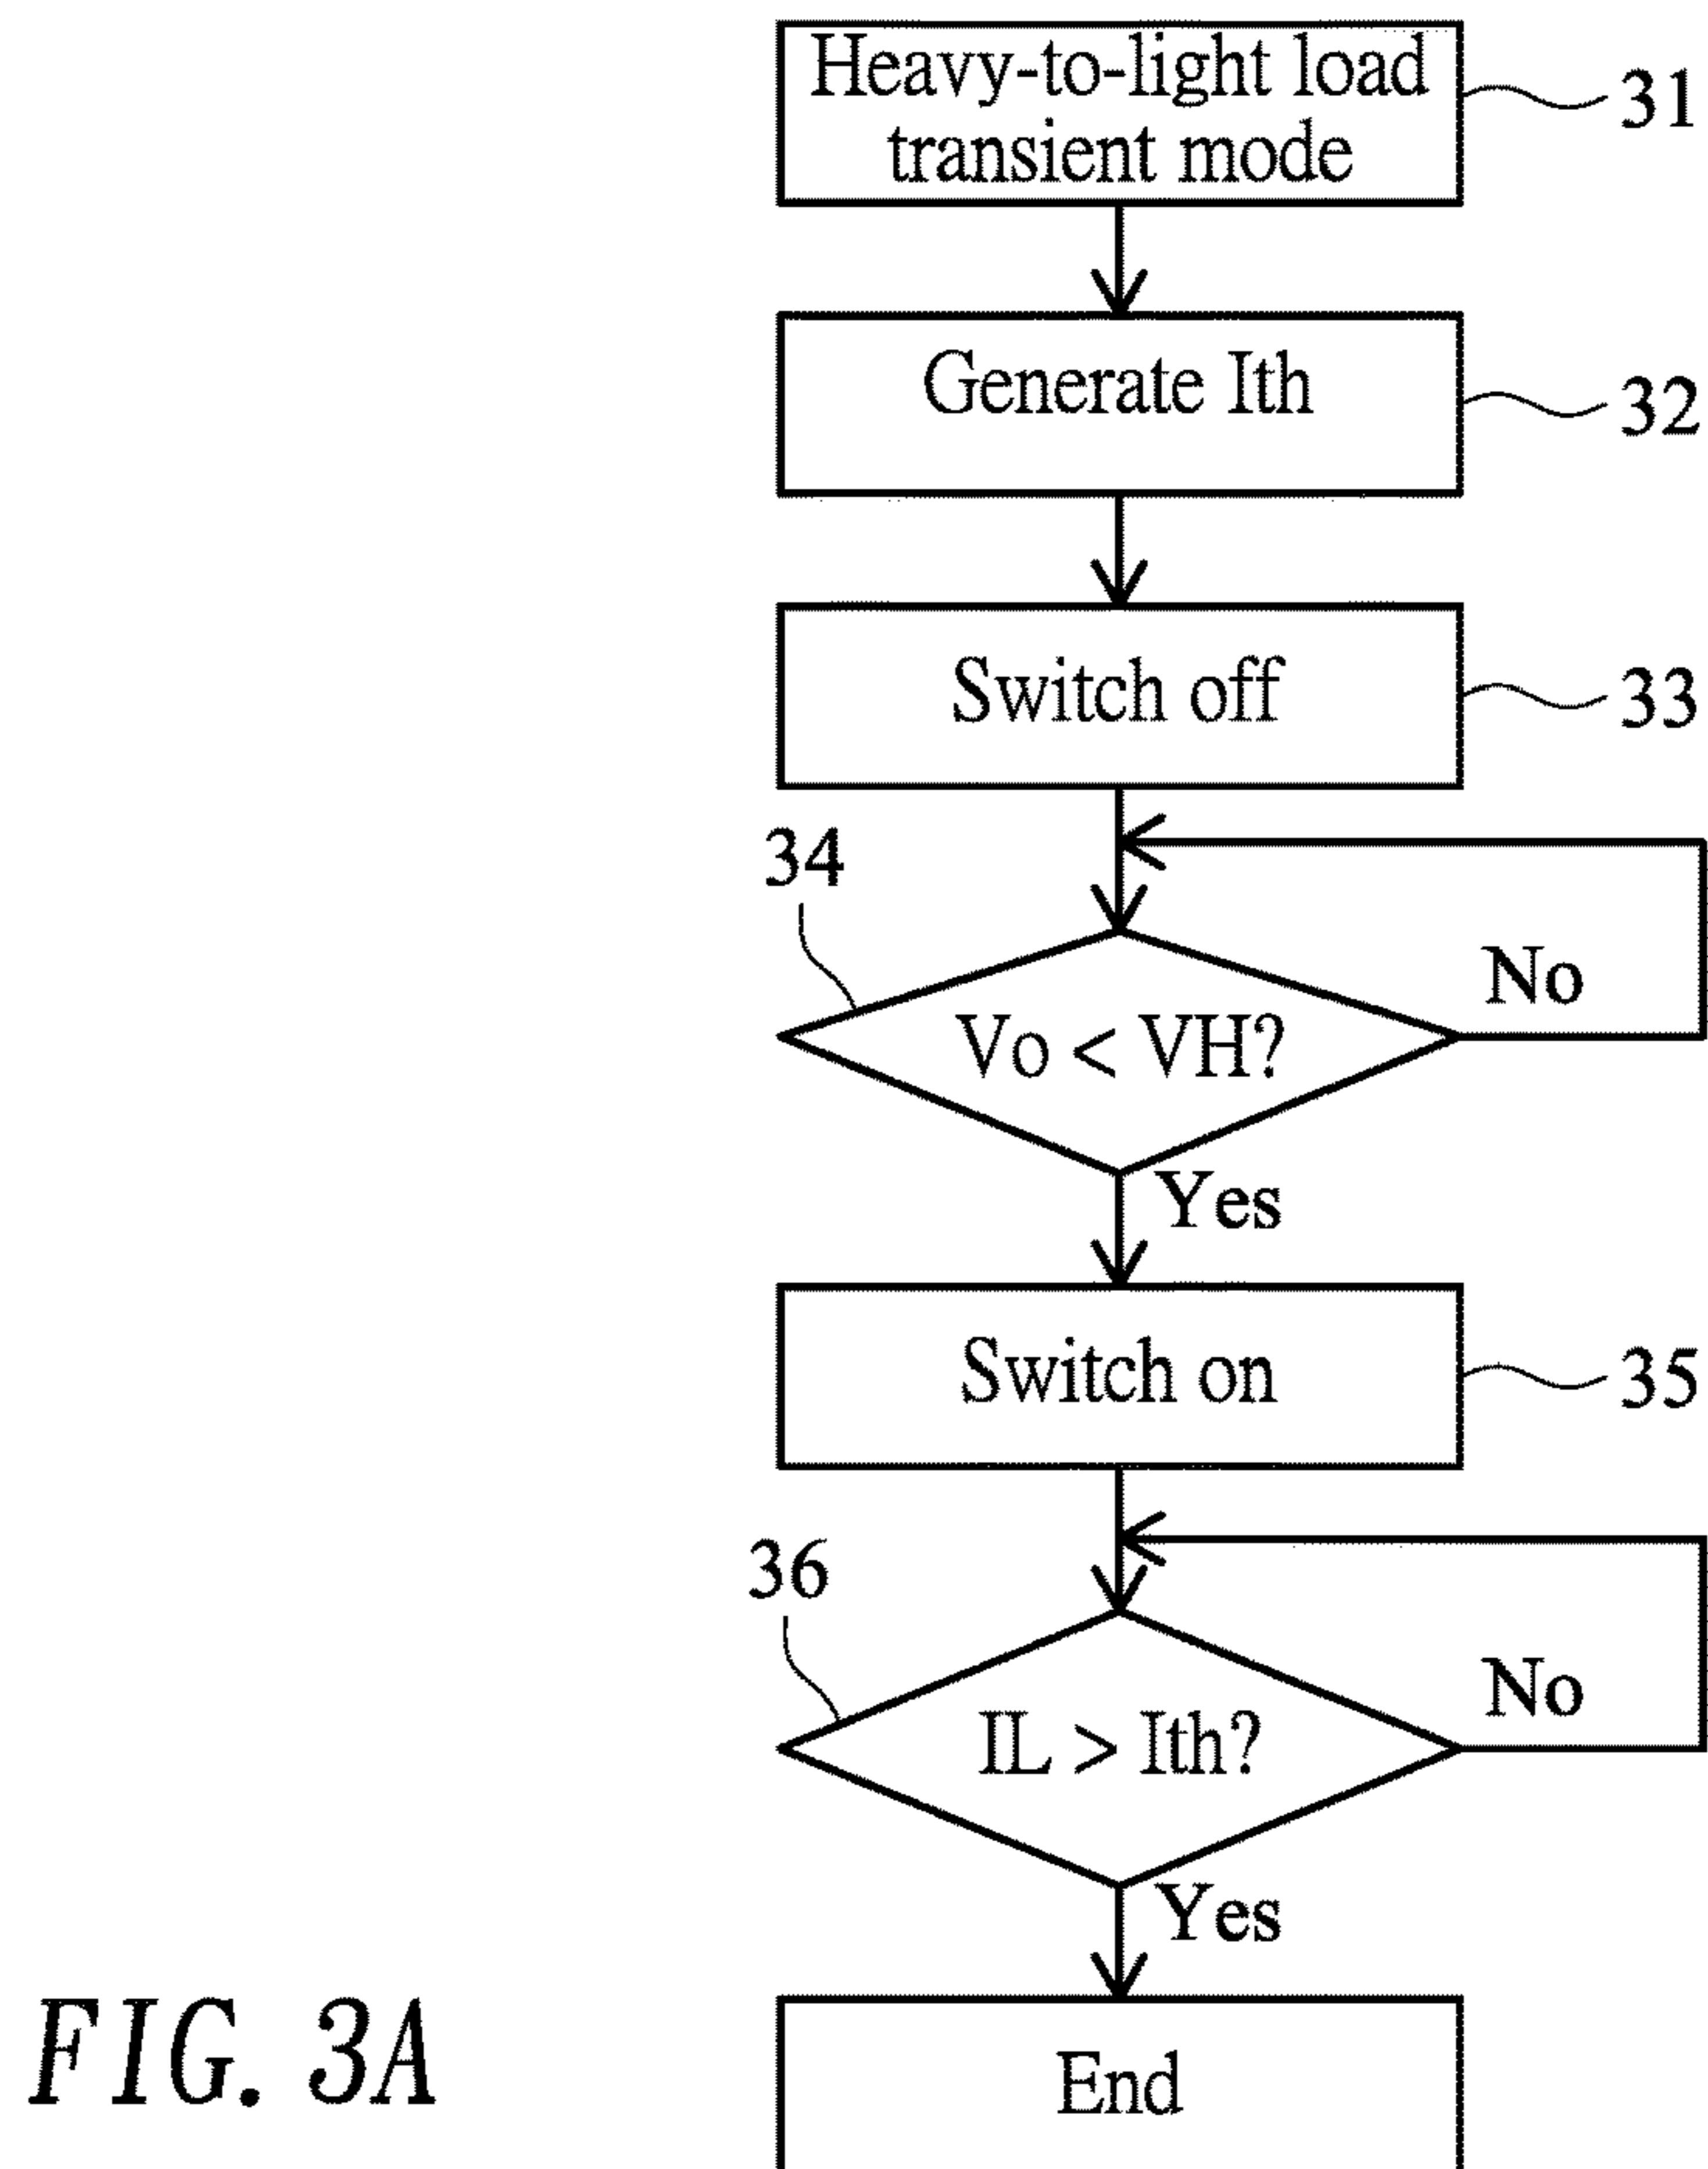 Heavy-to-light load
transient mode
31
Generate Ith
32
Switch off
33
34
No
Vo < VH?
Yes
Switch on
35
36
No
IL > Ith?
Yes
End
FIG. 3A